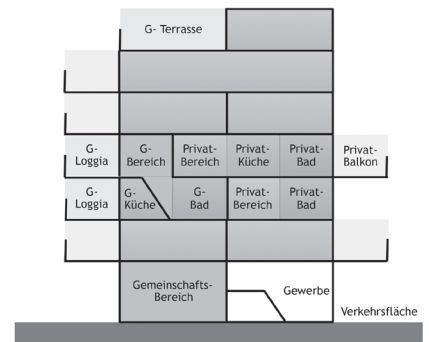 G- Terrasse
G-
Loggia
G-
Bereich
Privat-
Bereich
Privat-
Küche
Privat-
Bad
Privat-
Balkon
G-
Loggia
G-
Küche
G-
Bad
Privat-
Bereich
Privat-
Bad
Gemeinschafts-
Bereich
Gewerbe
Verkehrsfläche